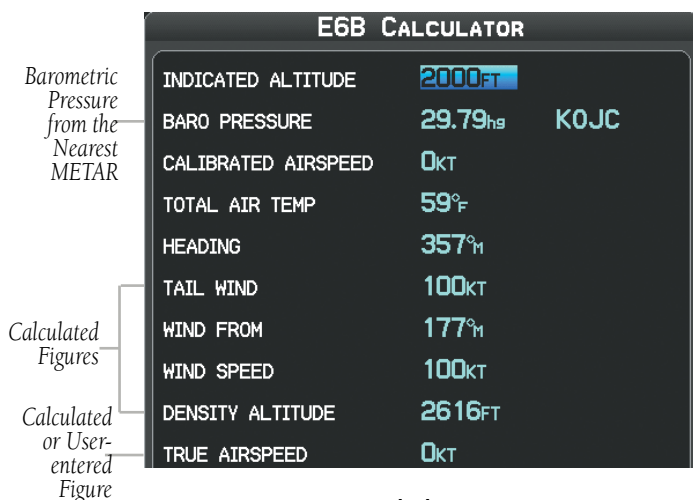 E6B CALCULATOR
Barometric
Pressure
from the
Nearest
METAR
INDICATED ALTITUDE 2000FT
BARO PRESSURE 29.79hg KOJC
CALIBRATED AIRSPEED 0KT
TOTAL AIR TEMP 59°F
HEADING 357°M
TAIL WIND 100KT
WIND FROM 177°M
WIND SPEED 100KT
DENSITY ALTITUDE 2616FT
TRUE AIRSPEED 0KT
Calculated
Figures
Calculated
or User-
entered
Figure